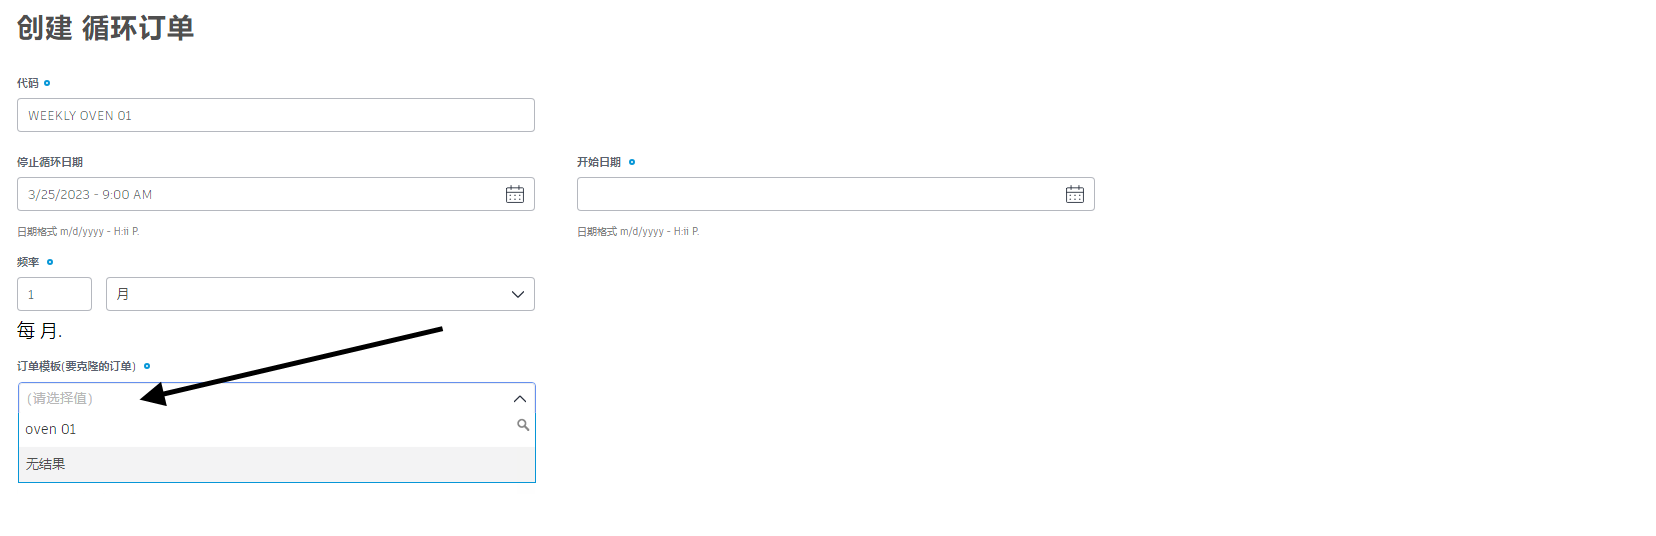 创建 循环订单
代码
WEEKLY OVEN 01
停止循环日期
开始日期
3/25/2023 - 9:00 AM
日期格式 m/d/yyyy - H:ii P.
日期格式 m/d/yyyy - H:ii P.
频率
1
月
每 月.
订单模板(要克隆的订单)
(请选择值)
oven 01
无结果